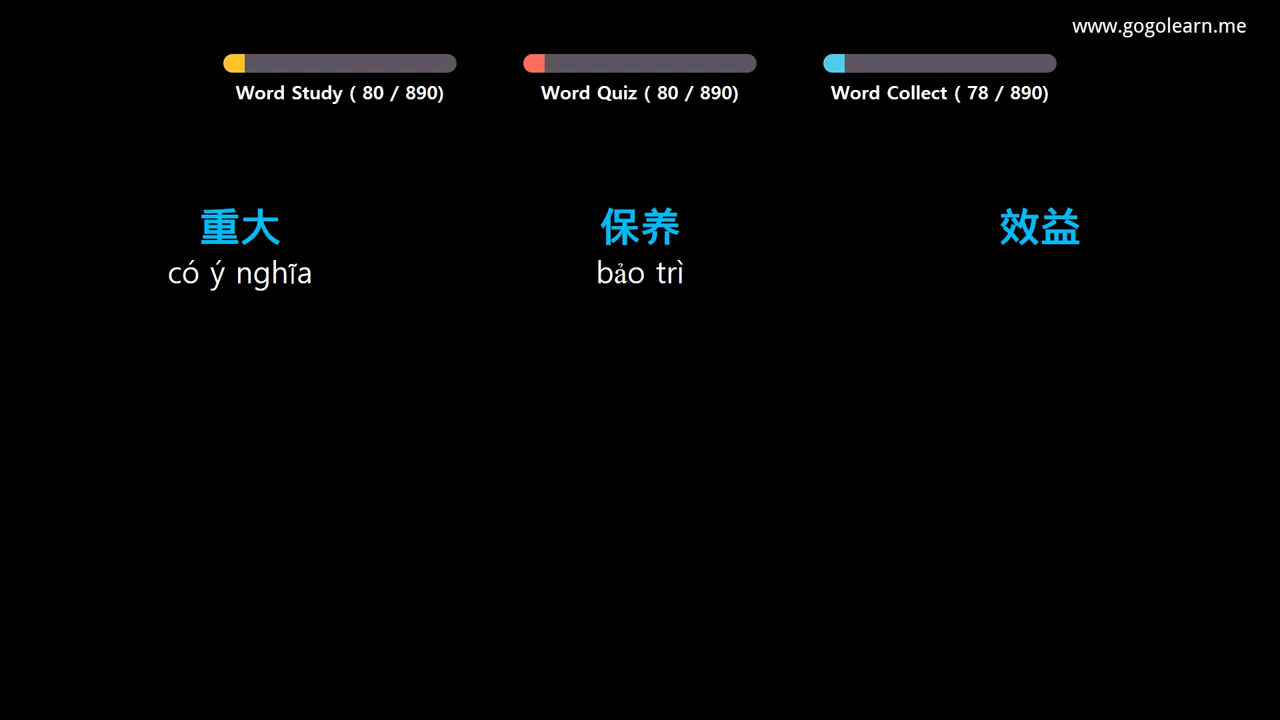 www.gogolearn.me
Word Study ( 80 / 890)
Word Quiz ( 80 / 890)
Word Collect ( 78 / 890)
重大
có ý nghĩa
保养
bảo trì
效益